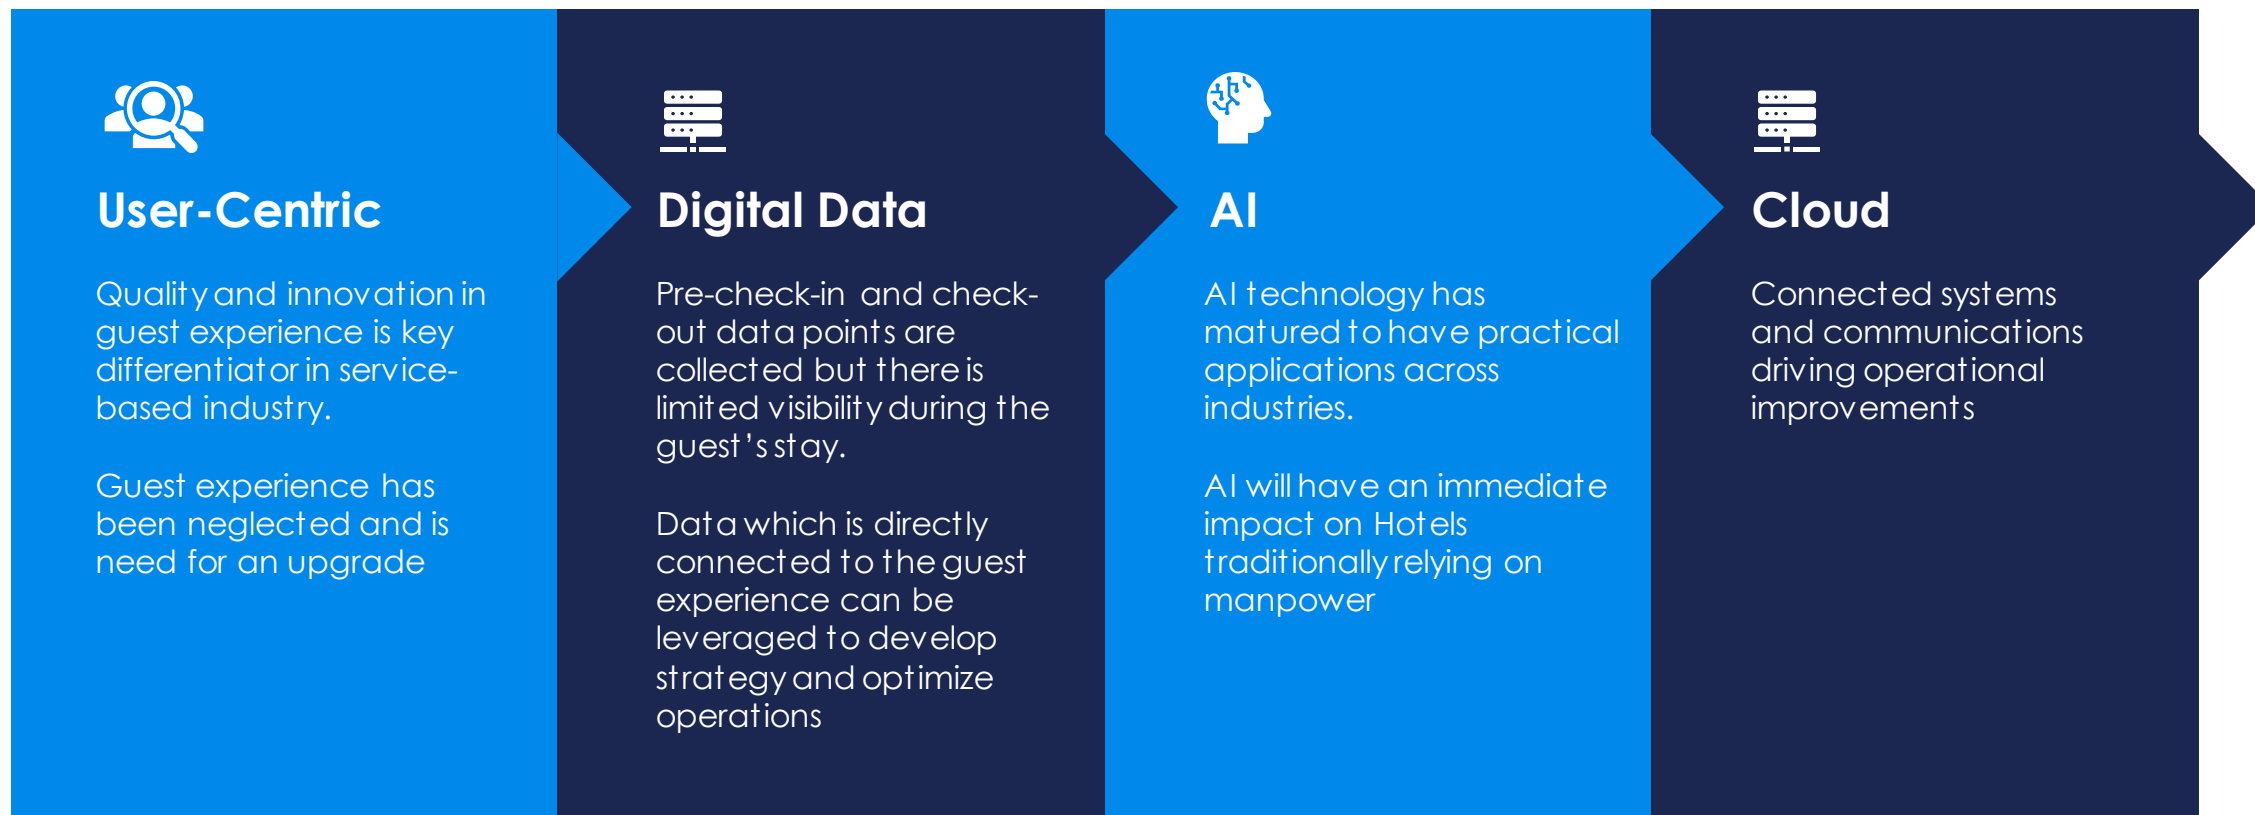 User-Centric
Quality and innovation in
guest experience is key
differentiator in service-
based industry.
Guest experience has
been neglected and is
need for an upgrade
Digital Data
Pre-check-in and check-
out data points are
collected but there is
limited visibility during the
guest’s stay.
Data which is directly
connected to the guest
experience can be
leveraged to develop
strategy and optimize
operations
AI
AI technology has
matured to have practical
applications across
industries.
AI will have an immediate
impact on Hotels
traditionally relying on
manpower
Cloud
Connected systems
and communications
driving operational
improvements